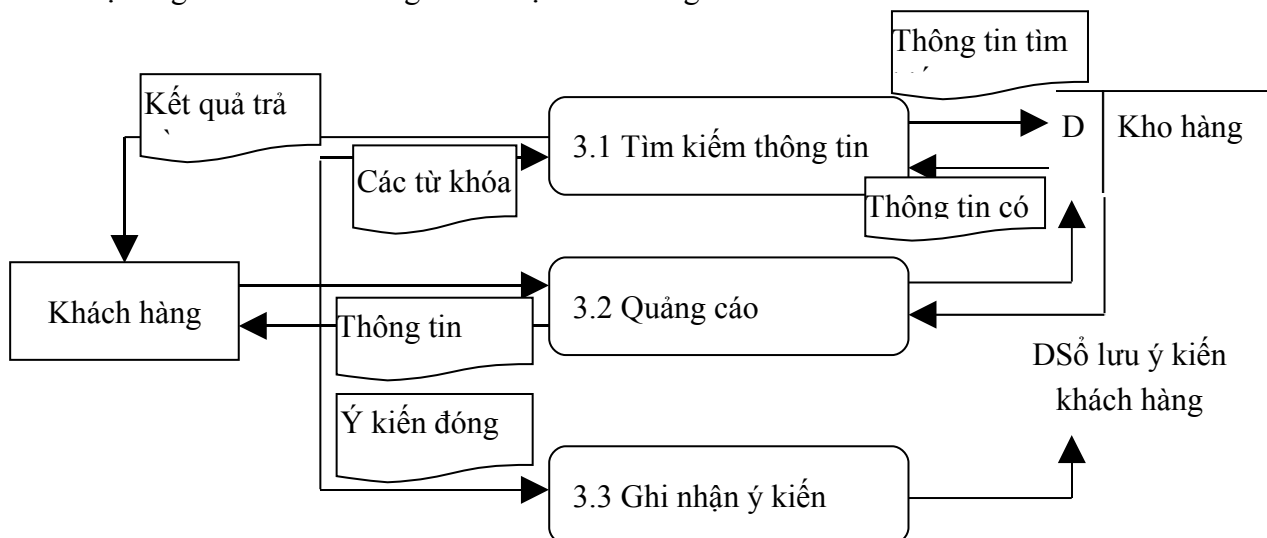 Thông tin tìm
Kết quả trả
3.1 Tìm kiếm thông tin
D
Kho hàng
Các từ khóa
Thông tin có
Khách hàng
3.2 Quảng cáo
Thông tin
DSổ lưu ý kiến
khách hàng
Ý kiến đóng
3.3 Ghi nhận ý kiến